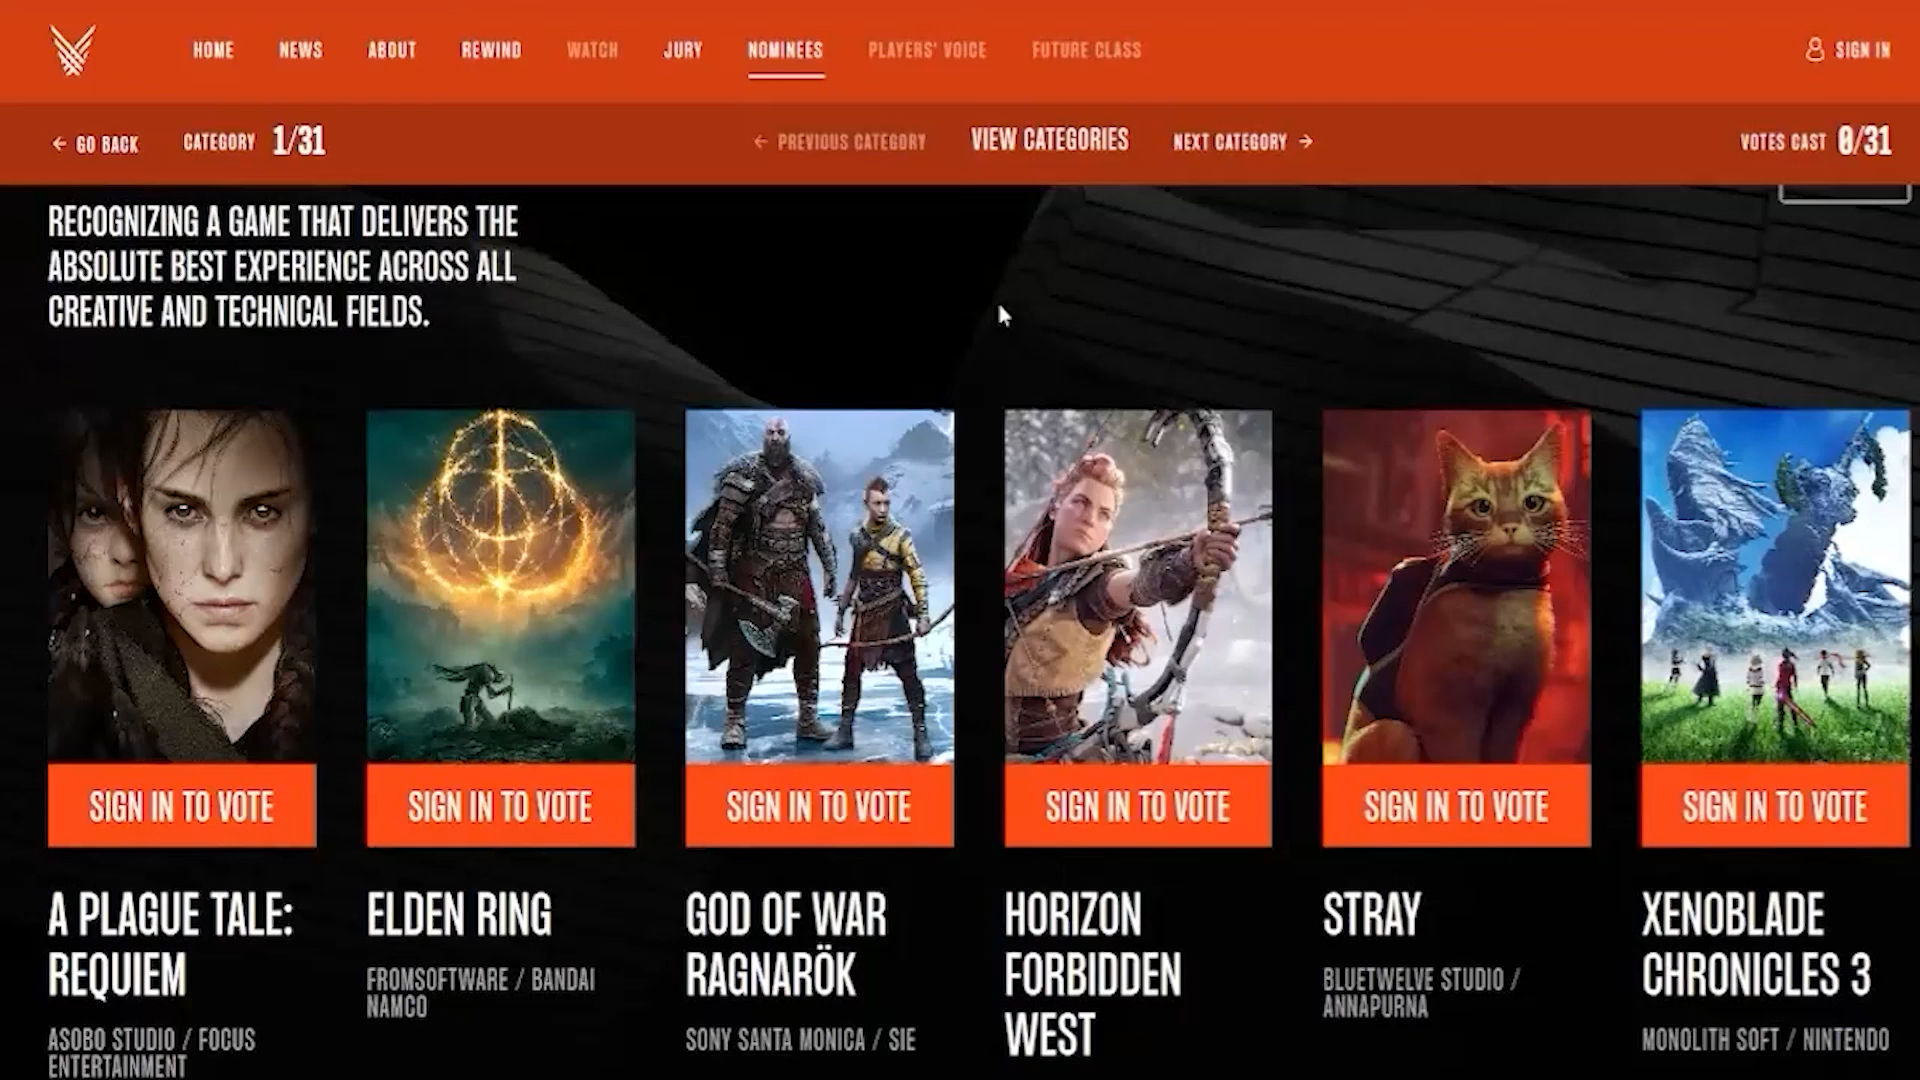 HOME NEWS ABOUT REWIND WATCH JURY NOMINEES PLAYERS' VOICE FUTURE CLASS SIGN IN
GO BACK CATEGORY 1/31 PREVIOUS CATEGORY VIEW CATEGORIES NEXT CATEGORY VOTES CAST 0/31
RECOGNIZING A GAME THAT DELIVERS THE
ABSOLUTE BEST EXPERIENCE ACROSS ALL
CREATIVE AND TECHNICAL FIELDS.
SIGN IN TO VOTE SIGN IN TO VOTE SIGN IN TO VOTE SIGN IN TO VOTE SIGN IN TO VOTE SIGN IN TO VOTE
A PLAGUE TALE:
REQUIEM
ASOBO STUDIO / FOCUS
ENTERTAINMENT
ELDEN RING
FROMSOFTWARE / BANDAI
NAMCO
GOD OF WAR
RAGNARÖK
SONY SANTA MONICA / SIE
HORIZON
FORBIDDEN
WEST
STRAY
BLUETWELVE STUDIO /
ANNAPURNA
XENOBLADE
CHRONICLES 3
MONOLITH SOFT / NINTENDO